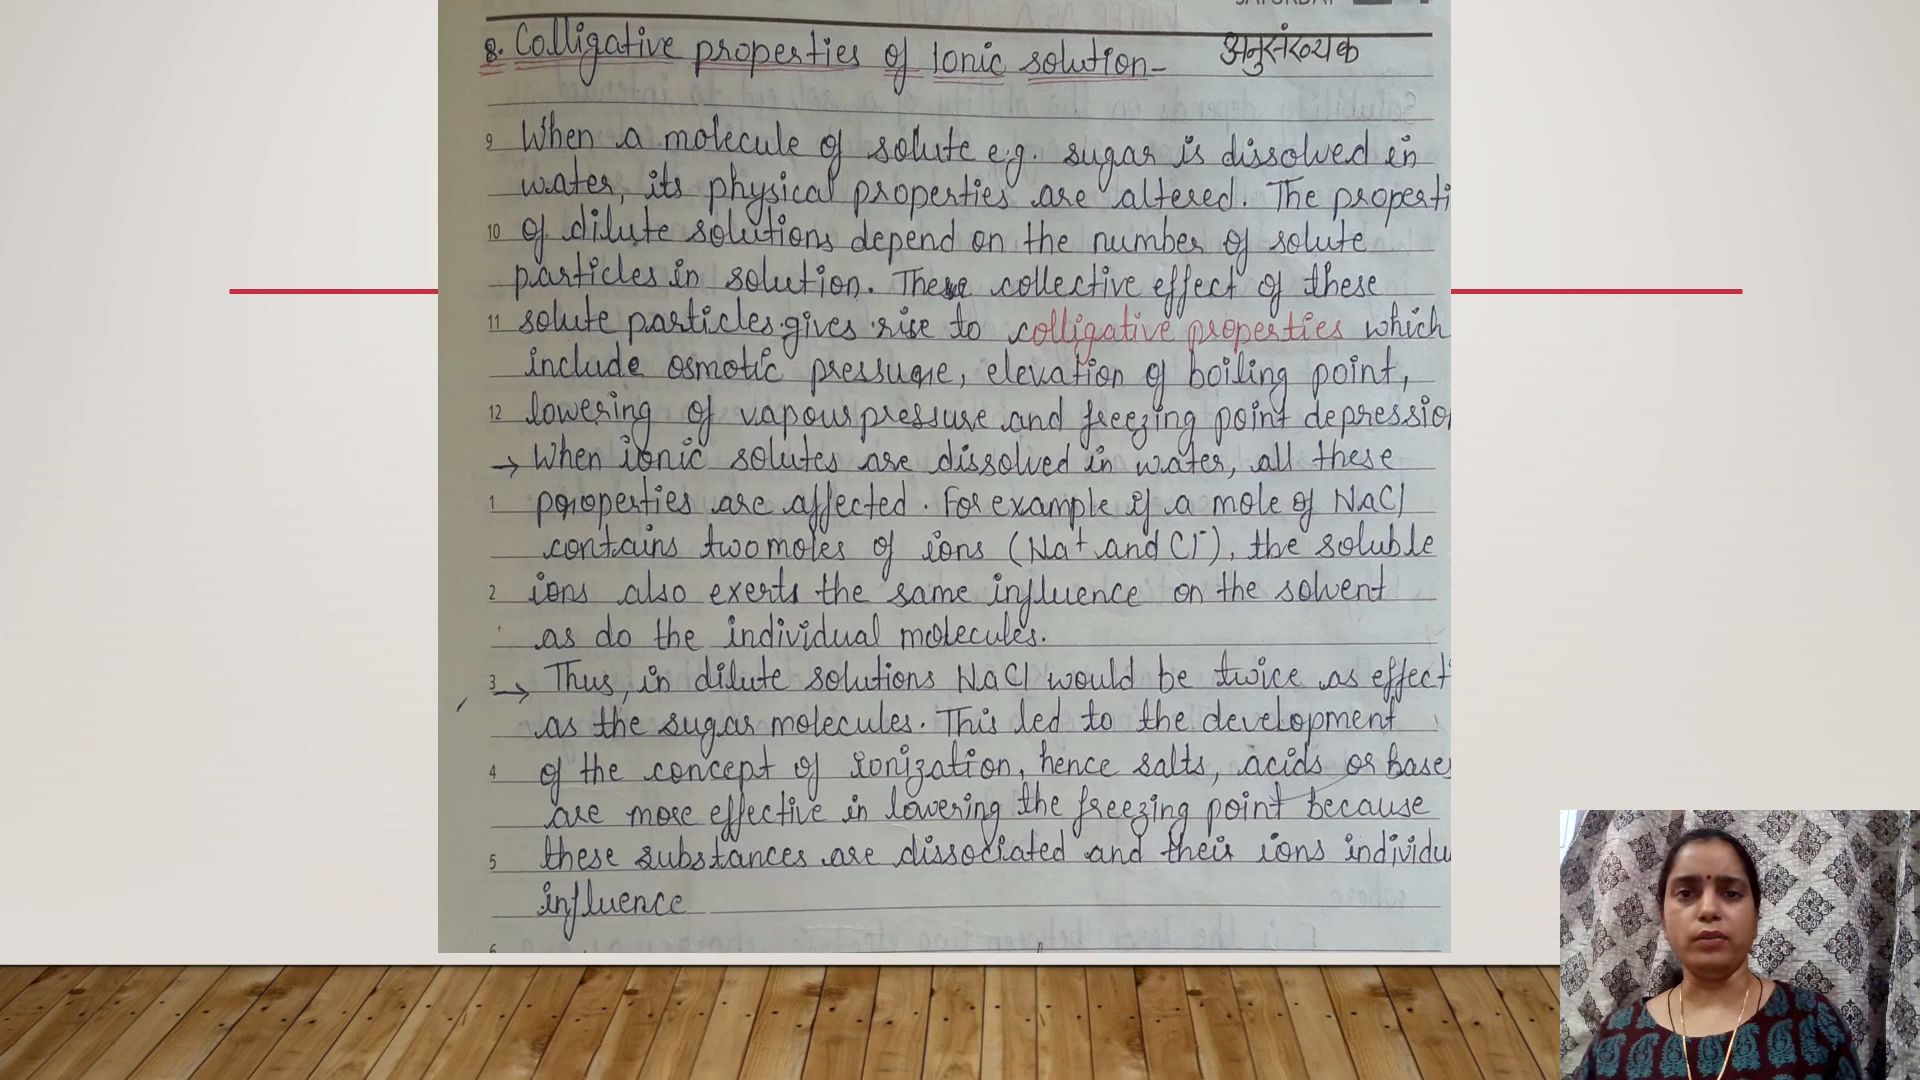 SATURDAY
8. Colligative properties of Ionic solution-
अनुसंख्यक
9 When a molecule of solute e.g. sugar is dissolved in
water, its physical properties are altered. The properti
10 of dilute solutions depend on the number of solute
particles in solution. These collective effect of these
11 solute particles gives rise to colligative properties which
include osmotic pressure, elevation of boiling point,
12 lowering of vapour pressure and freezing point depression
→ When ionic solutes are dissolved in water, all these
1 properties are affected. For example if a mole of NaCl
contains two moles of ions (Na⁺ and Cl⁻), the soluble
2 ions also exerts the same influence on the solvent
as do the individual molecules.
3 → Thus, in dilute solutions NaCl would be twice as effecti
as the sugar molecules. This led to the development
4 of the concept of ionization, hence salts, acids or bases
are more effective in lowering the freezing point because
5 these substances are dissociated and their ions individu
influence
6